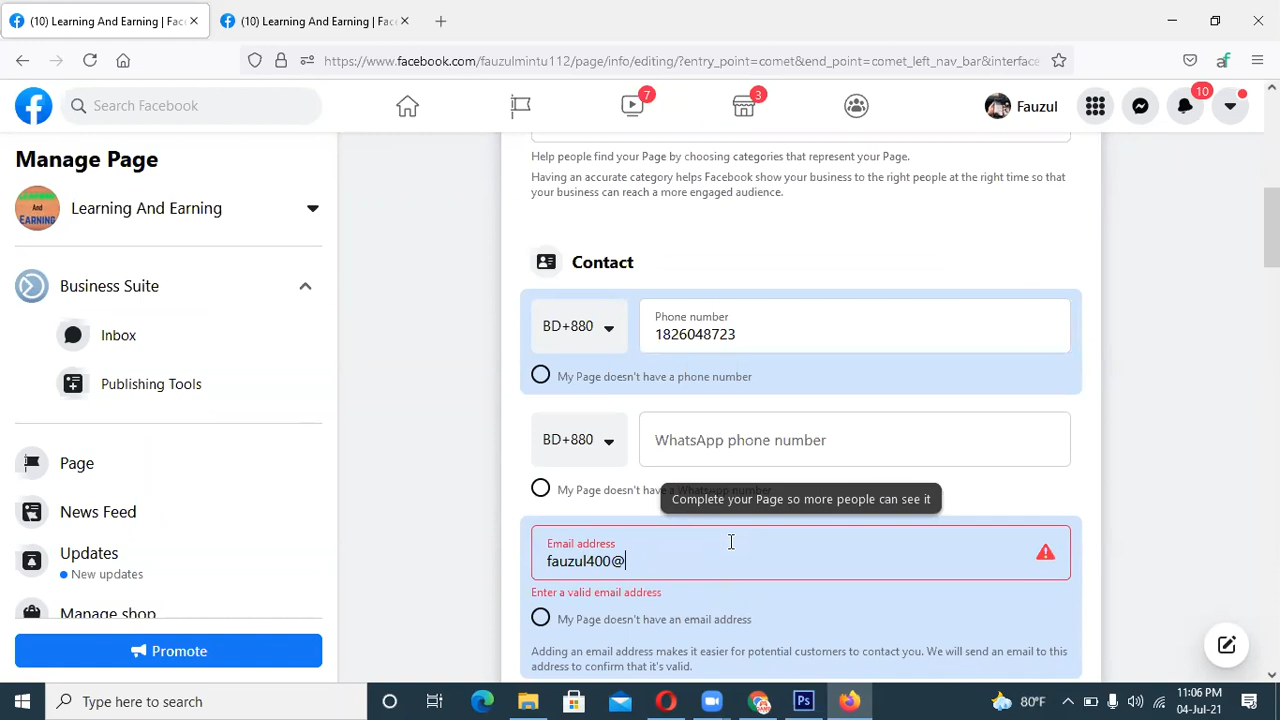 (10) Learning And Earning | Fac
(10) Learning And Earning | Fac
https://www.facebook.com/fauzulmintu112/page/info/editing/?entry_point=comet&end_point=comet_left_nav_bar&interface
Search Facebook
7
3
Fauzul
10
Manage Page
And
EARNING
Learning And Earning
Business Suite
Inbox
Publishing Tools
Page
News Feed
Updates
New updates
Manage shop
Promote
Help people find your Page by choosing categories that represent your Page.
Having an accurate category helps Facebook show your business to the right people at the right time so that
your business can reach a more engaged audience.
Contact
BD+880
Phone number
1826048723
My Page doesn't have a phone number
BD+880
WhatsApp phone number
My Page doesn't have a WhatsApp number
Complete your Page so more people can see it
Email address
fauzul400@
Enter a valid email address
My Page doesn't have an email address
Adding an email address makes it easier for potential customers to contact you. We will send an email to this
address to confirm that it's valid.
Type here to search
Ps
80°F
11:06 PM
04-Jul-21